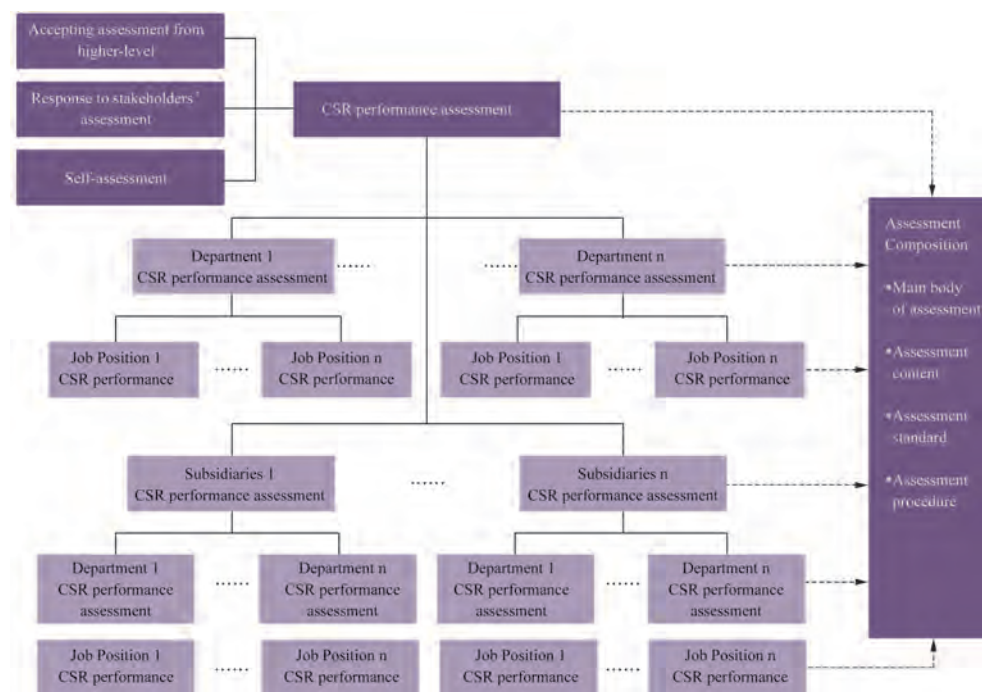 Accepting assessment from
higher-level
Response to stakeholders'
assessment
Self-assessment
CSR performance assessment
Department 1
CSR performance assessment
......
......
Department n
CSR performance assessment
Job Position 1
CSR performance
......
Job Position n
CSR performance
Job Position 1
CSR performance
......
Job Position n
CSR performance
Subsidiaries 1
CSR performance assessment
......
Subsidiaries n
CSR performance assessment
Department 1
CSR performance
assessment
......
Department n
CSR performance
assessment
Department 1
CSR performance
assessment
......
Department n
CSR performance
assessment
Job Position 1
CSR performance
......
Job Position n
CSR performance
......
Job Position 1
CSR performance
......
Job Position n
CSR performance
Assessment
Composition
•Main body
of assessment
•Assessment
content
•Assessment
standard
•Assessment
procedure